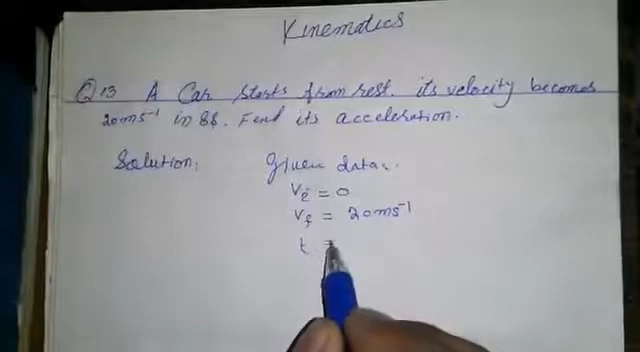 Kinematics
Q13 A Car starts from rest. its velocity becomes
20ms⁻¹ in 8s. Find its acceleration.
Solution: Given data:
Vi = 0
Vf = 20ms⁻¹
t =